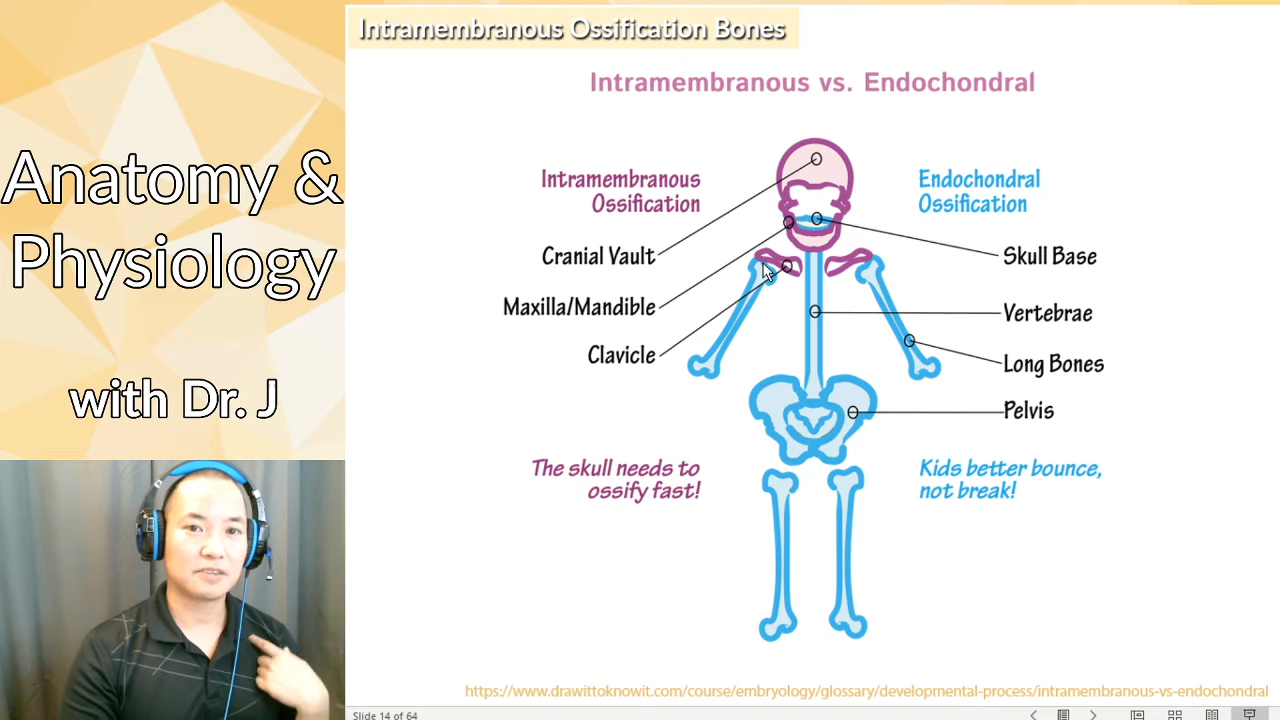 Anatomy &
Physiology
with Dr. J
Intramembranous Ossification Bones
Intramembranous vs. Endochondral
Intramembranous
Ossification
Cranial Vault
Maxilla/Mandible
Clavicle
The skull needs to
ossify fast!
Endochondral
Ossification
Skull Base
Vertebrae
Long Bones
Pelvis
Kids better bounce,
not break!
https://www.drawittoknowit.com/course/embryology/glossary/developmental-process/intramembranous-vs-endochondral
Slide 14 of 64